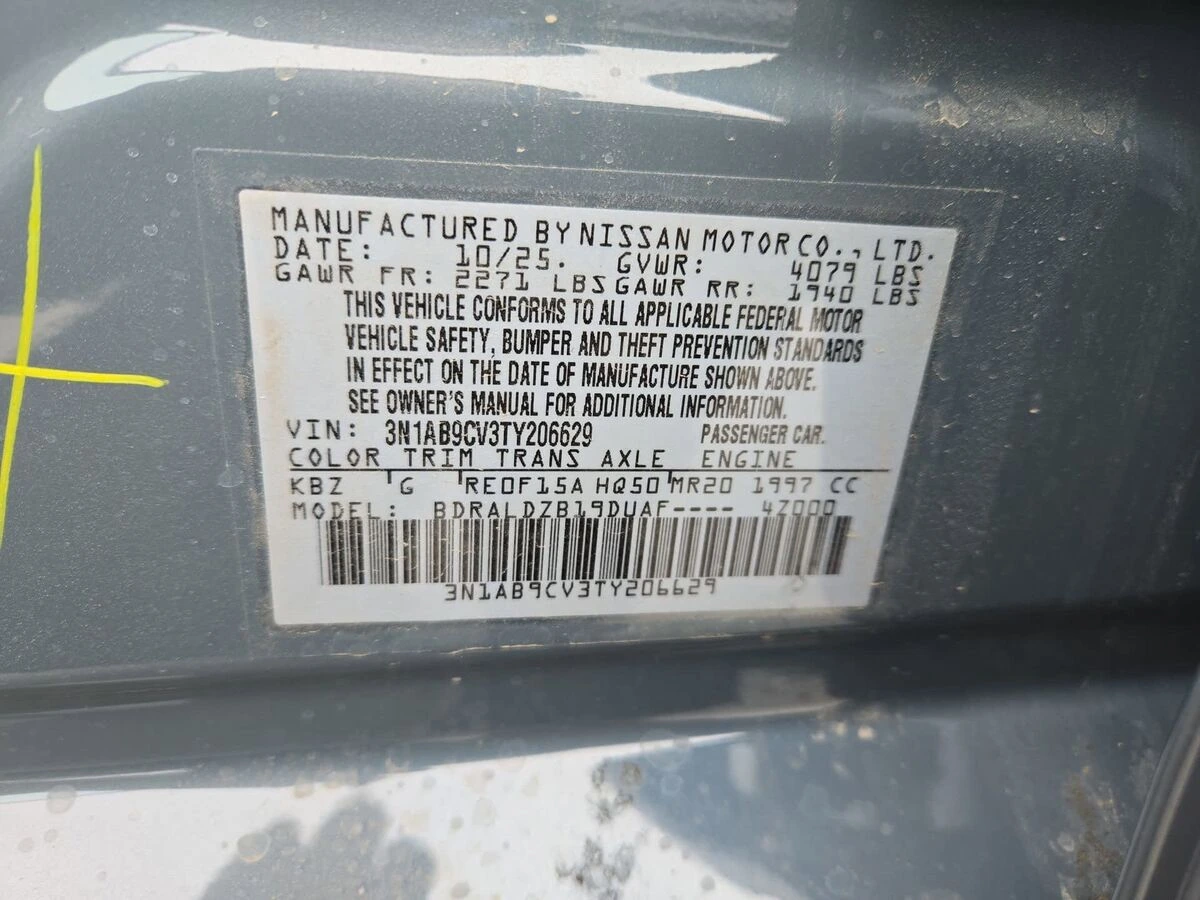 MANUFACTURED BY NISSAN MOTOR CO., LTD.
DATE: 10/25. GVWR: 4079 LBS
GAWR FR: 2271 LBS GAWR RR: 1940 LBS
THIS VEHICLE CONFORMS TO ALL APPLICABLE FEDERAL MOTOR
VEHICLE SAFETY, BUMPER AND THEFT PREVENTION STANDARDS
IN EFFECT ON THE DATE OF MANUFACTURE SHOWN ABOVE.
SEE OWNER'S MANUAL FOR ADDITIONAL INFORMATION.
VIN: 3N1AB9CV3TY206629 PASSENGER CAR.
COLOR TRIM TRANS AXLE ENGINE
KBZ G RE0F15A HQ50 MR20 1997 CC
MODEL: BDRALDZB19DUAF---- 4Z000
3N1AB9CV3TY206629